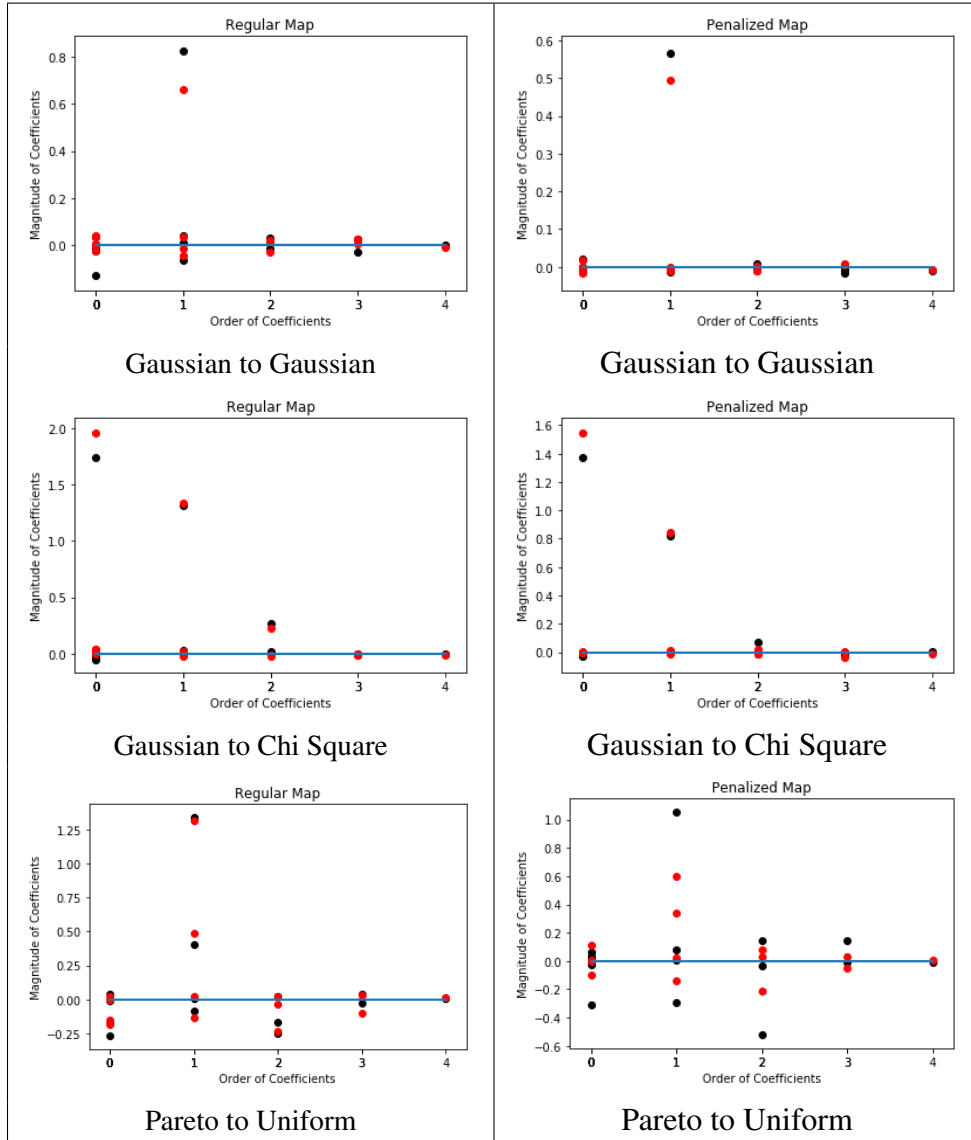 Regular Map
0.8
0.6
0.4
0.2
0.0
Magnitude of Coefficients
0 1 2 3 4
Order of Coefficients
Gaussian to Gaussian
Penalized Map
0.6
0.5
0.4
0.3
0.2
0.1
0.0
Magnitude of Coefficients
0 1 2 3 4
Order of Coefficients
Gaussian to Gaussian
Regular Map
2.0
1.5
1.0
0.5
0.0
Magnitude of Coefficients
0 1 2 3 4
Order of Coefficients
Gaussian to Chi Square
Penalized Map
1.6
1.4
1.2
1.0
0.8
0.6
0.4
0.2
0.0
Magnitude of Coefficients
0 1 2 3 4
Order of Coefficients
Gaussian to Chi Square
Regular Map
1.25
1.00
0.75
0.50
0.25
0.00
−0.25
Magnitude of Coefficients
0 1 2 3 4
Order of Coefficients
Pareto to Uniform
Penalized Map
1.0
0.8
0.6
0.4
0.2
0.0
−0.2
−0.4
−0.6
Magnitude of Coefficients
0 1 2 3 4
Order of Coefficients
Pareto to Uniform